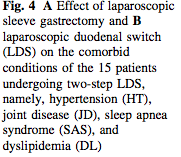 Fig. 4 A Effect of laparoscopic
sleeve gastrectomy and B
laparoscopic duodenal switch
(LDS) on the comorbid
conditions of the 15 patients
undergoing two-step LDS,
namely, hypertension (HT),
joint disease (JD), sleep apnea
syndrome (SAS), and
dyslipidemia (DL)